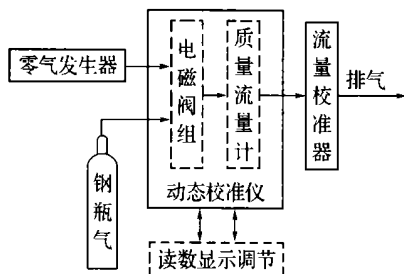 零气发生器
电磁阀组
质量流量计
流量校准器
排气
钢瓶气
动态校准仪
读数显示调节